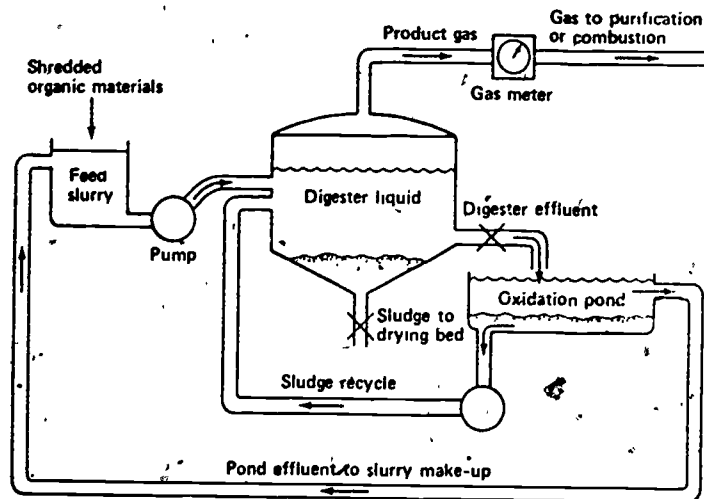 Product gas
Gas to purification
or combustion
Shredded
organic materials
Gas meter
Feed
slurry
Digester liquid
Digester effluent
Pump
Oxidation pond
Sludge to
drying bed
Sludge recycle
Pond effluent to slurry make-up